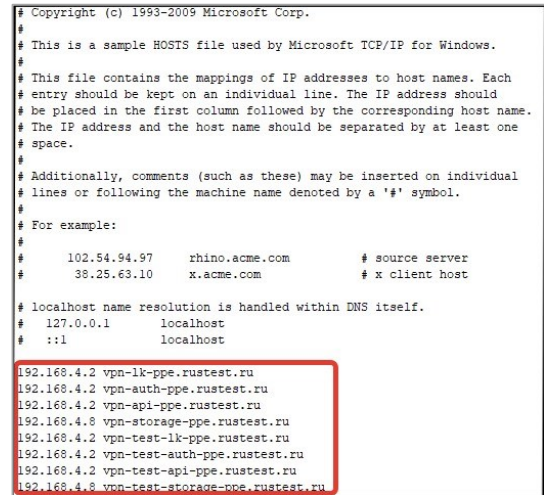 # Copyright (c) 1993-2009 Microsoft Corp.
#
# This is a sample HOSTS file used by Microsoft TCP/IP for Windows.
#
# This file contains the mappings of IP addresses to host names. Each
# entry should be kept on an individual line. The IP address should
# be placed in the first column followed by the corresponding host name.
# The IP address and the host name should be separated by at least one
# space.
#
# Additionally, comments (such as these) may be inserted on individual
# lines or following the machine name denoted by a '#' symbol.
#
# For example:
#
#      102.54.94.97     rhino.acme.com          # source server
#       38.25.63.10     x.acme.com              # x client host

# localhost name resolution is handled within DNS itself.
#   127.0.0.1       localhost
#   ::1             localhost

192.168.4.2 vpn-lk-ppe.rustest.ru
192.168.4.2 vpn-auth-ppe.rustest.ru
192.168.4.2 vpn-api-ppe.rustest.ru
192.168.4.8 vpn-storage-ppe.rustest.ru
192.168.4.2 vpn-test-lk-ppe.rustest.ru
192.168.4.2 vpn-test-auth-ppe.rustest.ru
192.168.4.2 vpn-test-api-ppe.rustest.ru
192.168.4.8 vpn-test-storage-ppe.rustest.ru